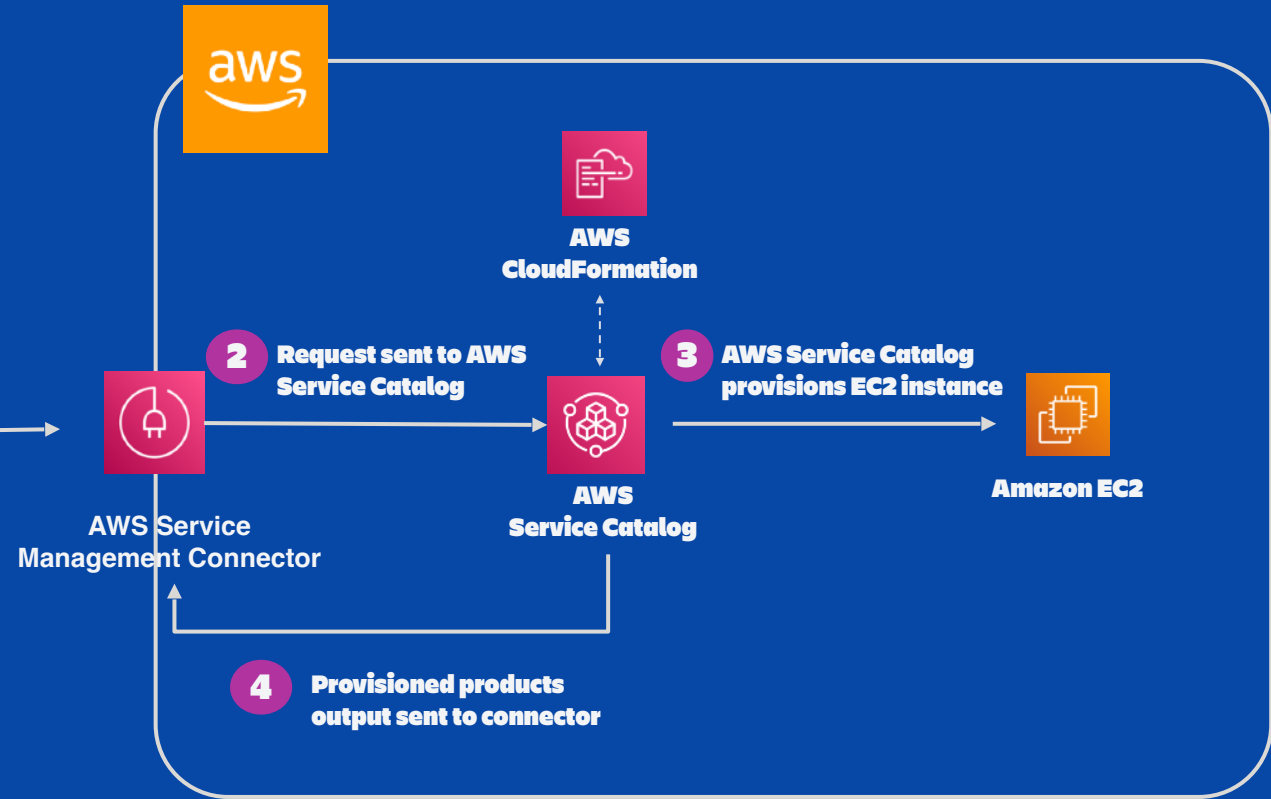 aws
AWS
CloudFormation
2
Request sent to AWS
Service Catalog
3
AWS Service Catalog
provisions EC2 instance
AWS Service
Management Connector
AWS
Service Catalog
Amazon EC2
4
Provisioned products
output sent to connector